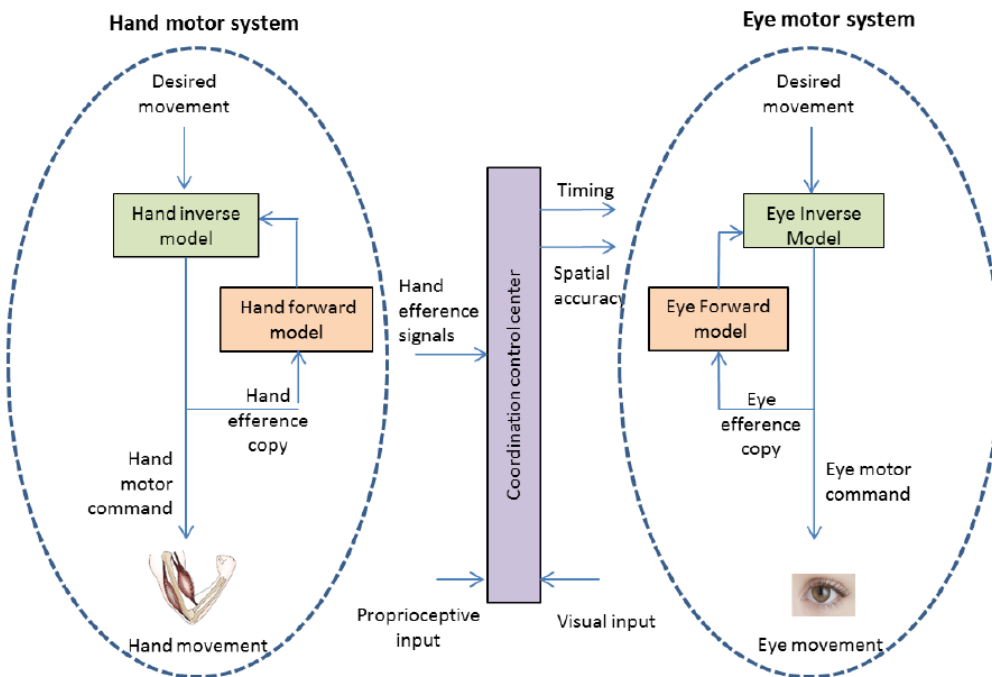 Hand motor system
Desired
movement
Hand inverse
model
Hand forward
model
Hand
efference
copy
Hand
motor
command
Hand movement
Hand
efference
signals
Coordination control center
Timing
Spatial
accuracy
Proprioceptive
input
Visual input
Eye motor system
Desired
movement
Eye Inverse
Model
Eye Forward
model
Eye
efference
copy
Eye motor
command
Eye movement